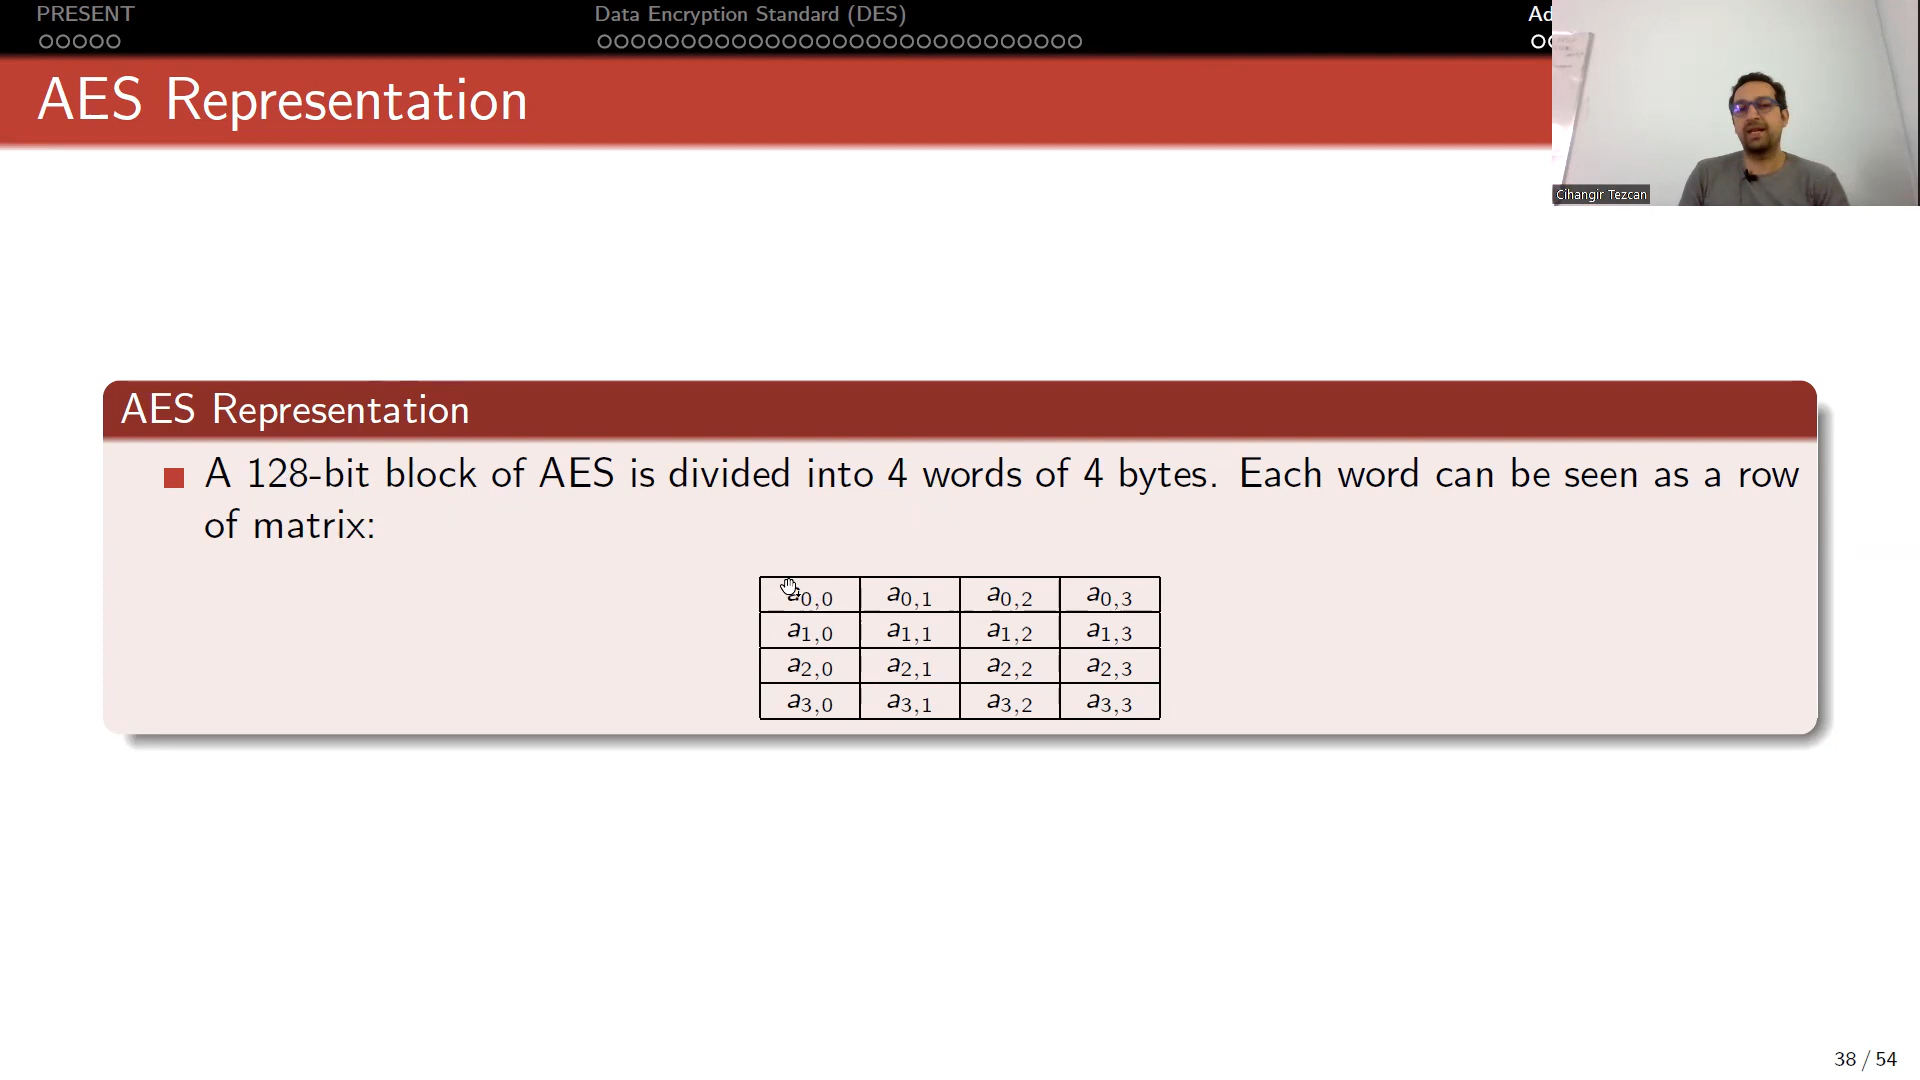 PRESENT
Data Encryption Standard (DES)
Ad
AES Representation
Cihangir Tezcan
AES Representation
A 128-bit block of AES is divided into 4 words of 4 bytes. Each word can be seen as a row
of matrix:
a0,0 a0,1 a0,2 a0,3
a1,0 a1,1 a1,2 a1,3
a2,0 a2,1 a2,2 a2,3
a3,0 a3,1 a3,2 a3,3
38 / 54